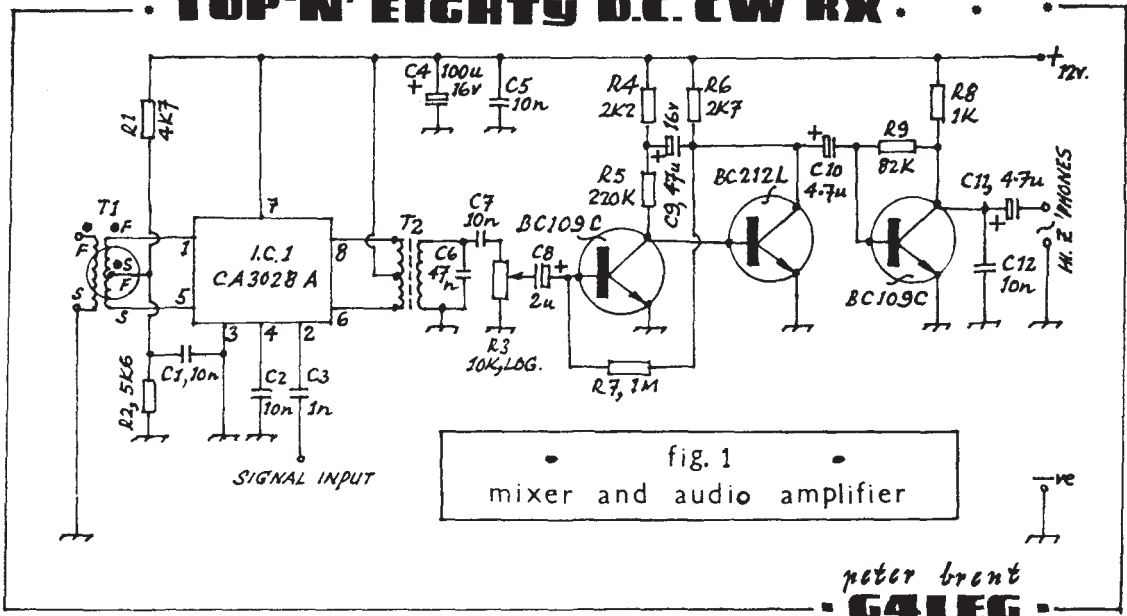 TOP 'N' EIGHTY D.C. CW RX.
C4
100u
16v
C5
10n
R4
2K2
R6
2K7
R8
1K
+
12v.
R1
4K7
C9, 47u
16v
R5
220K
BC212L
C10
4.7u
R9
82K
C11, 4.7u
HI.Z 'PHONES
T1
F
F
S
F
S
S
1
5
7
I.C.1
CA3028A
8
6
3
4
2
T2
C6
47n
C7
10n
C8
2u
BC109C
BC109C
C12
10n
R3
10K, LOG.
R7, 1M
R2, 5K6
C1, 10n
C2
10n
C3
1n
SIGNAL INPUT
fig. 1
mixer and audio amplifier
-ve
peter brent
G4LEG